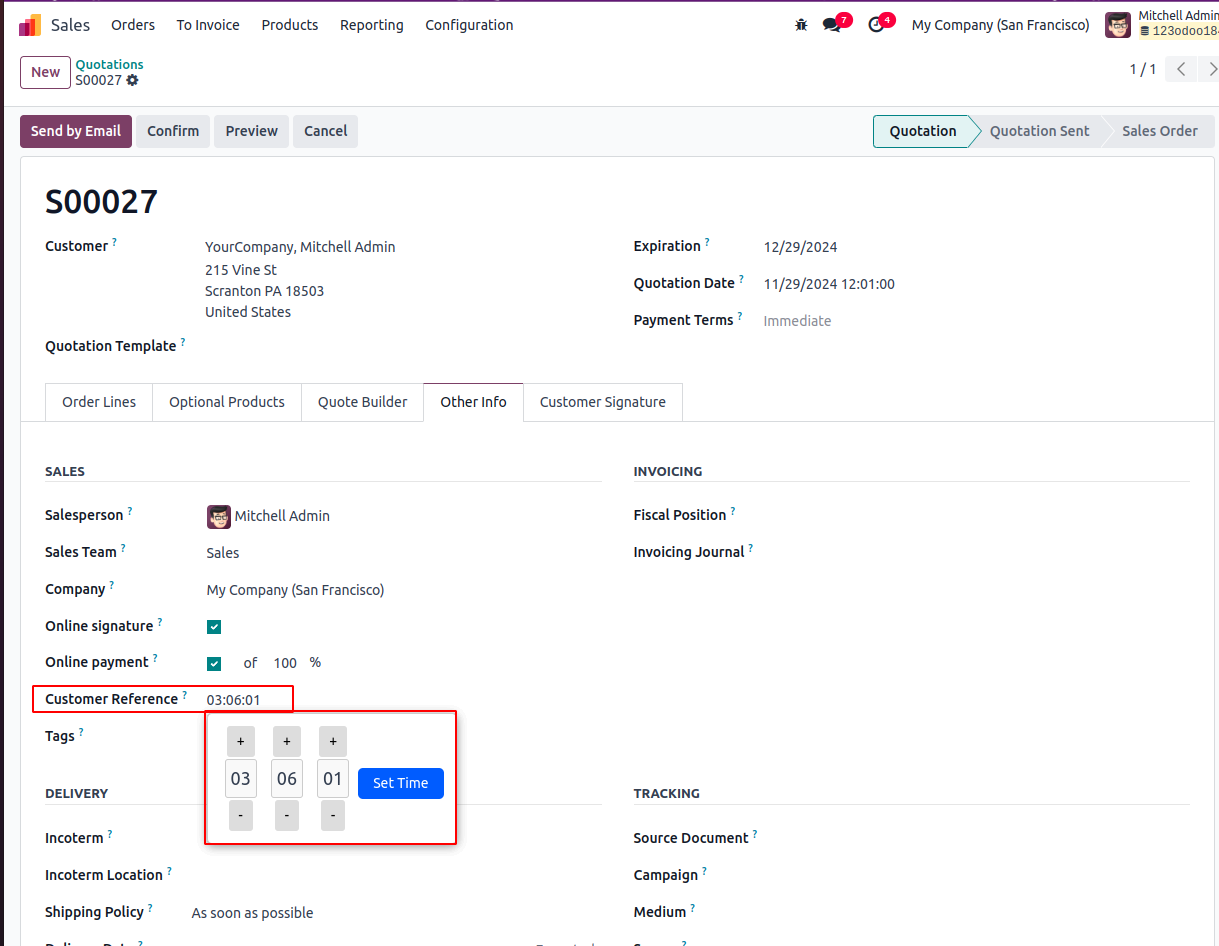 Sales Orders To Invoice Products Reporting Configuration 7 4 My Company (San Francisco) Mitchell Admin
123odoo18
New Quotations
S00027
1 / 1
Send by Email Confirm Preview Cancel Quotation Quotation Sent Sales Order
S00027
Customer ? YourCompany, Mitchell Admin
215 Vine St
Scranton PA 18503
United States
Quotation Template ?
Expiration ? 12/29/2024
Quotation Date ? 11/29/2024 12:01:00
Payment Terms ? Immediate
Order Lines Optional Products Quote Builder Other Info Customer Signature
SALES
Salesperson ? Mitchell Admin
Sales Team ? Sales
Company ? My Company (San Francisco)
Online signature ?
Online payment ? of 100 %
Customer Reference ? 03:06:01
Tags ?
+ + +
03 06 01 Set Time
- - -
INVOICING
Fiscal Position ?
Invoicing Journal ?
DELIVERY
Incoterm ?
Incoterm Location ?
Shipping Policy ? As soon as possible
TRACKING
Source Document ?
Campaign ?
Medium ?